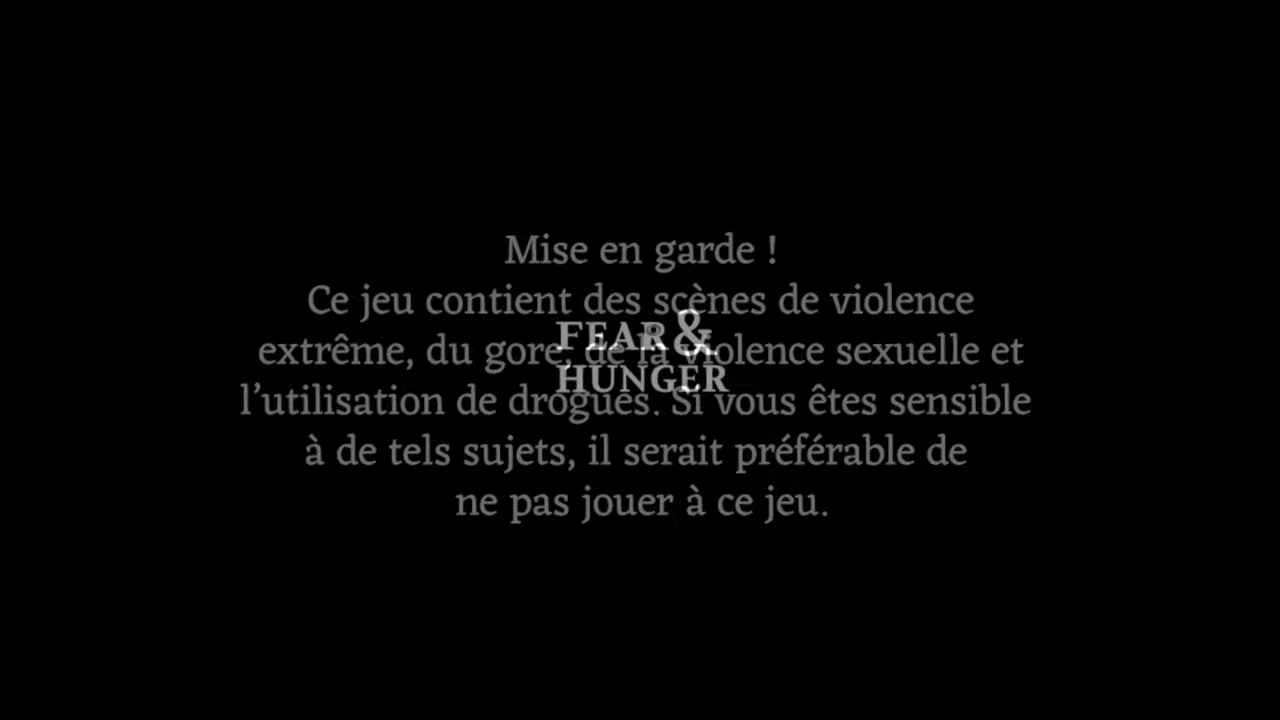 Mise en garde !
Ce jeu contient des scènes de violence
extrême, du gore, de la violence sexuelle et
l’utilisation de drogues. Si vous êtes sensible
à de tels sujets, il serait préférable de
ne pas jouer à ce jeu.
FEAR &
HUNGER